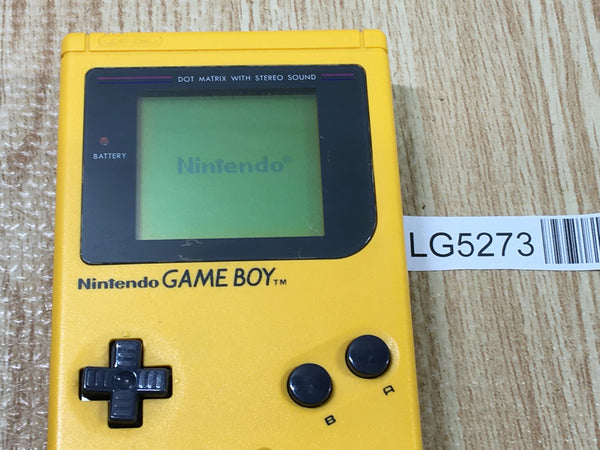 DOT MATRIX WITH STEREO SOUND
BATTERY
Nintendo®
LG5273
Nintendo GAME BOY™
B
A